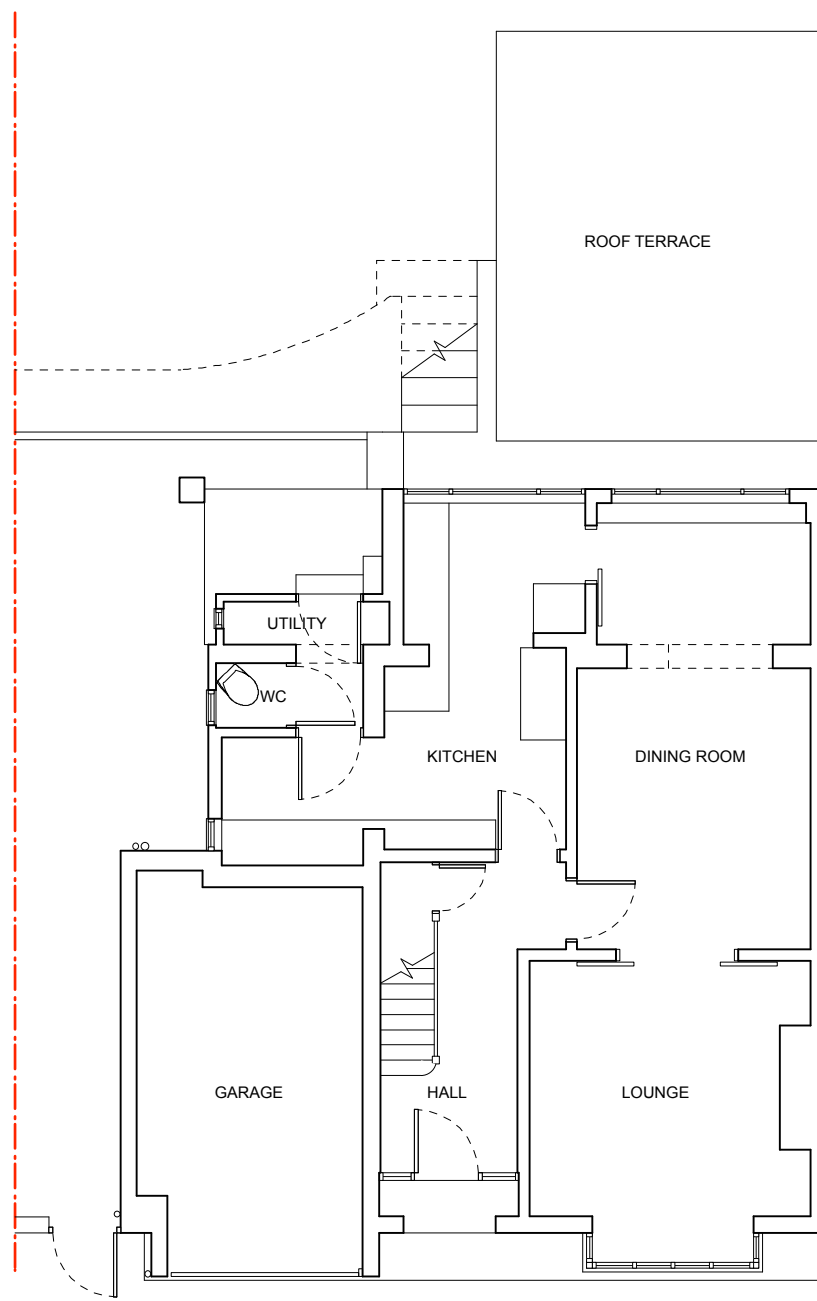 ROOF TERRACE
UTILITY
WC
KITCHEN
DINING ROOM
GARAGE
HALL
LOUNGE